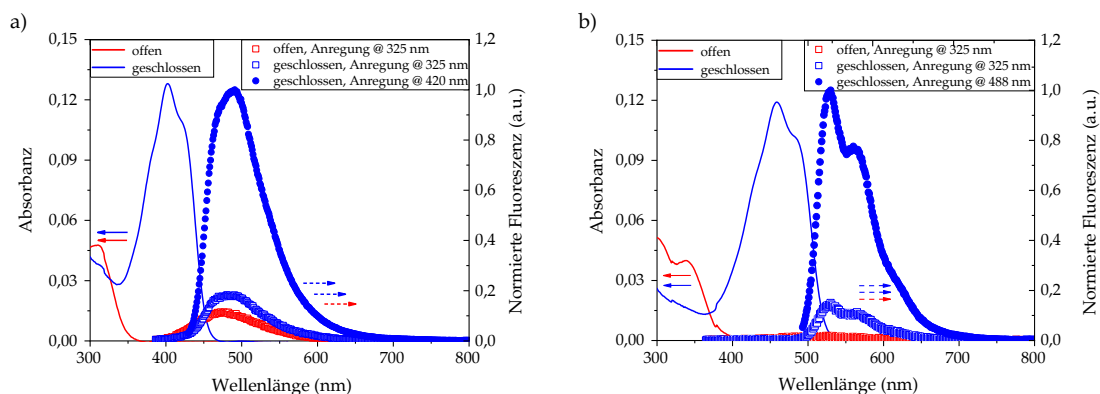 a)
offen
geschlossen
offen, Anregung @ 325 nm
geschlossen, Anregung @ 325 nm
geschlossen, Anregung @ 420 nm
0,15
0,12
0,09
0,06
0,03
0,00
Absorbanz
1,2
1,0
0,8
0,6
0,4
0,2
0,0
Normierte Fluoreszenz (a.u.)
300 400 500 600 700 800
Wellenlänge (nm)
b)
offen
geschlossen
offen, Anregung @ 325 nm
geschlossen, Anregung @ 325 nm
geschlossen, Anregung @ 488 nm
0,15
0,12
0,09
0,06
0,03
0,00
Absorbanz
1,2
1,0
0,8
0,6
0,4
0,2
0,0
Normierte Fluoreszenz (a.u.)
300 400 500 600 700 800
Wellenlänge (nm)